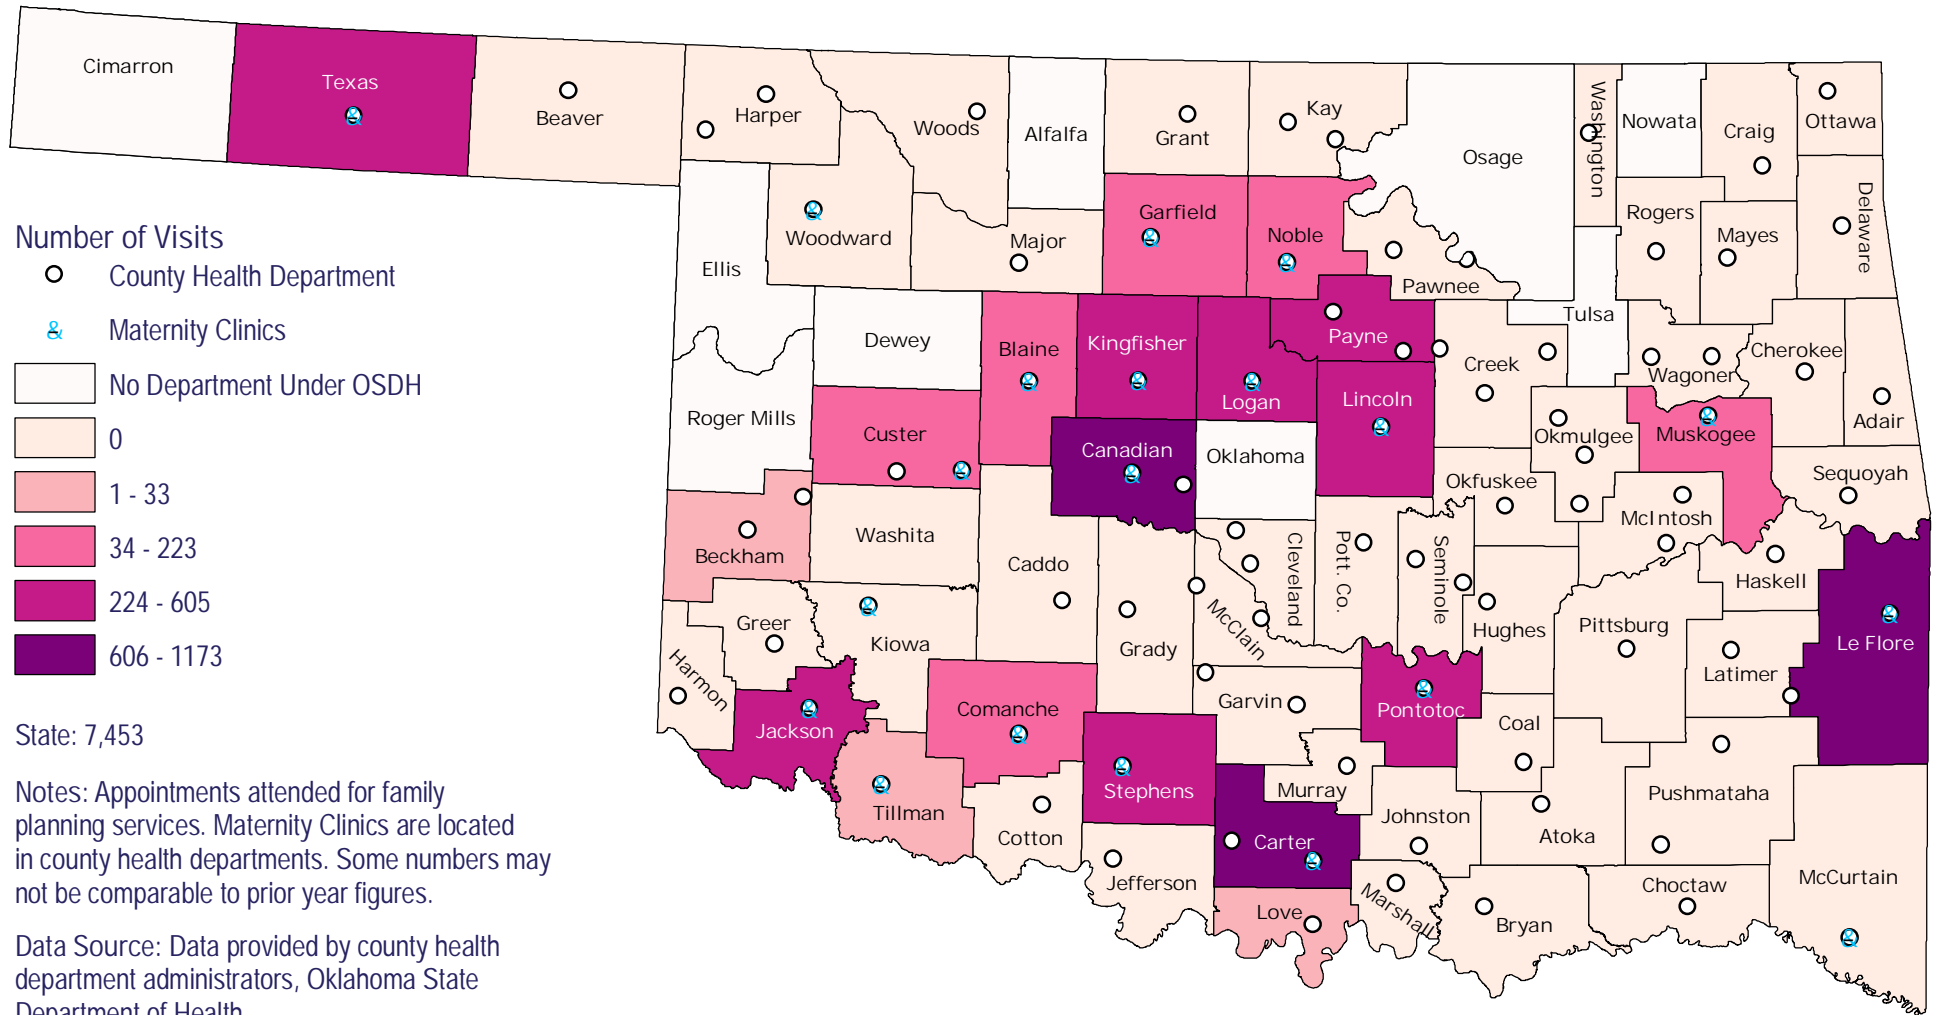 Cimarron
Texas
Beaver
Harper
Woods
Alfalfa
Grant
Kay
Osage
Washington
Nowata
Craig
Ottawa
Woodward
Major
Garfield
Noble
Pawnee
Rogers
Mayes
Delaware
Ellis
Dewey
Blaine
Kingfisher
Logan
Payne
Tulsa
Creek
Wagoner
Cherokee
Adair
Roger Mills
Custer
Canadian
Oklahoma
Lincoln
Okmulgee
Muskogee
Sequoyah
Okfuskee
McIntosh
Beckham
Washita
Caddo
Grady
Cleveland
McClain
Pott. Co.
Seminole
Hughes
Pittsburg
Haskell
Le Flore
Latimer
Harmon
Greer
Kiowa
Jackson
Comanche
Tillman
Cotton
Stephens
Garvin
Pontotoc
Coal
Murray
Johnston
Atoka
Pushmataha
Jefferson
Carter
Love
Marshall
Bryan
Choctaw
McCurtain
Number of Visits
County Health Department
& Maternity Clinics
No Department Under OSDH
0
1 - 33
34 - 223
224 - 605
606 - 1173
State: 7,453
Notes: Appointments attended for family
planning services. Maternity Clinics are located
in county health departments. Some numbers may
not be comparable to prior year figures.
Data Source: Data provided by county health
department administrators, Oklahoma State
Department of Health